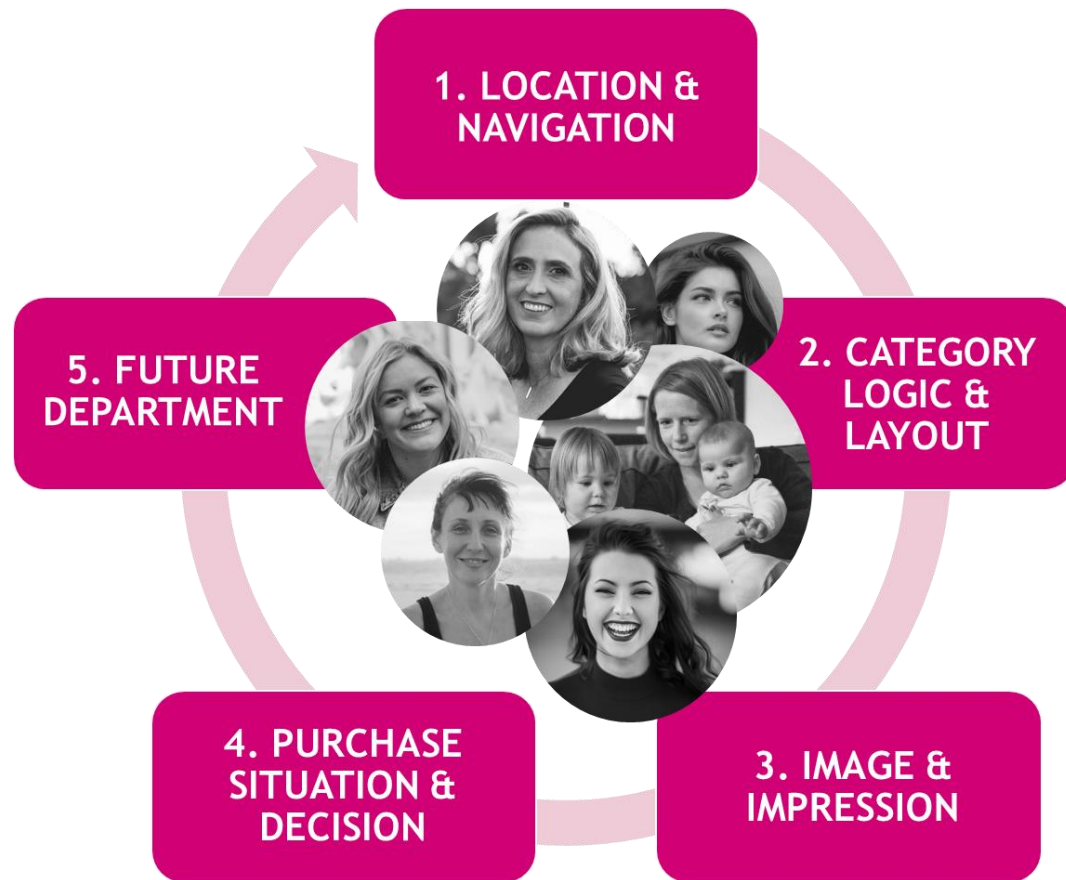 1. LOCATION &
NAVIGATION
2. CATEGORY
LOGIC &
LAYOUT
3. IMAGE &
IMPRESSION
4. PURCHASE
SITUATION &
DECISION
5. FUTURE
DEPARTMENT